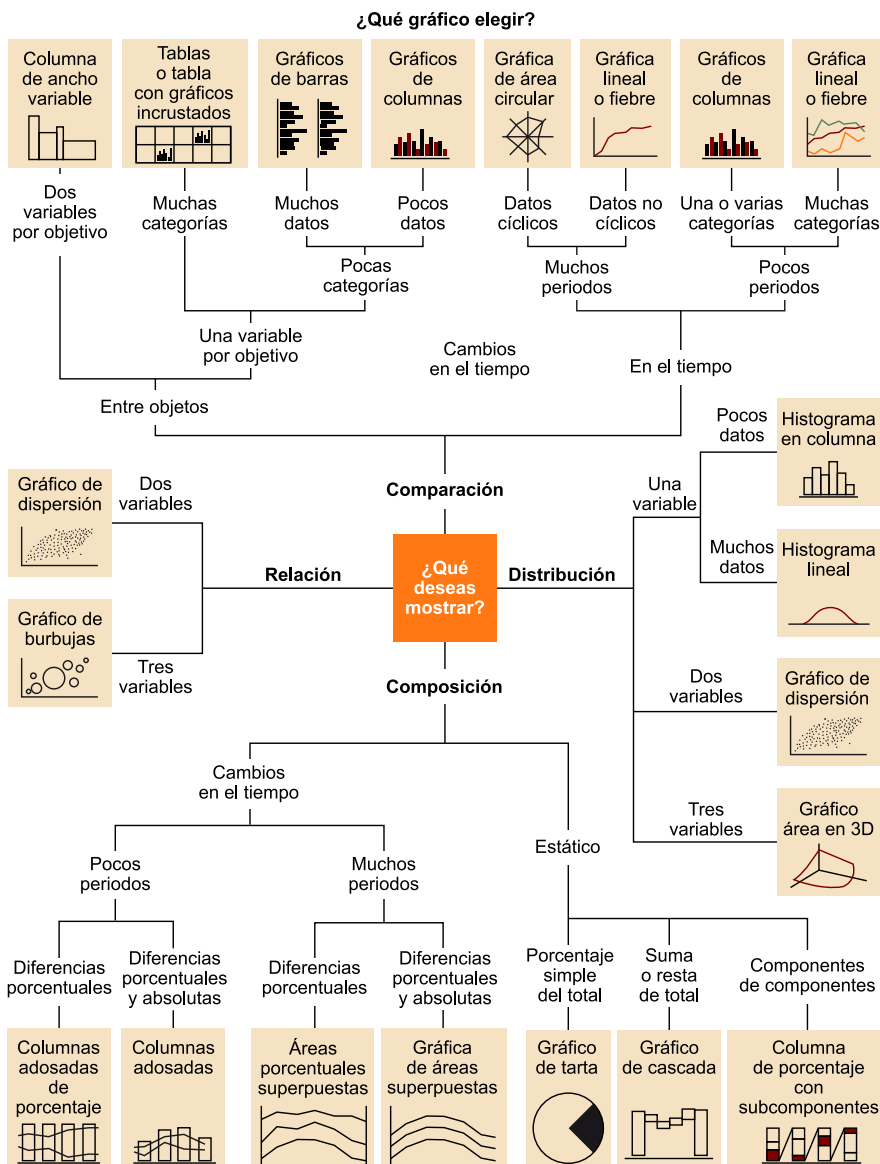 ¿Qué gráfico elegir?
Columna
de ancho
variable
Tablas
o tabla
con gráficos
incrustados
Gráficos
de barras
Gráficos
de
columnas
Gráfica
de área
circular
Gráfica
lineal
o fiebre
Gráficos
de
columnas
Gráfica
lineal
o fiebre
Dos
variables
por objetivo
Muchas
categorías
Muchos
datos
Pocos
datos
Datos
cíclicos
Datos no
cíclicos
Una o varias
categorías
Muchas
categorías
Pocas
categorías
Muchos
periodos
Pocos
periodos
Una variable
por objetivo
Cambios
en el tiempo
En el tiempo
Entre objetos
Comparación
Pocos
datos
Histograma
en columna
Una
variable
Muchos
datos
Histograma
lineal
Gráfico de
dispersión
Dos
variables
Relación
¿Qué
deseas
mostrar?
Distribución
Gráfico de
burbujas
Tres
variables
Composición
Dos
variables
Gráfico de
dispersión
Tres
variables
Gráfico
área en 3D
Cambios
en el tiempo
Estático
Pocos
periodos
Muchos
periodos
Diferencias
porcentuales
Diferencias
porcentuales
y absolutas
Diferencias
porcentuales
Diferencias
porcentuales
y absolutas
Porcentaje
simple
del total
Suma
o resta
de total
Componentes
de componentes
Columnas
adosadas
de
porcentaje
Columnas
adosadas
Áreas
porcentuales
superpuestas
Gráfica
de áreas
superpuestas
Gráfico
de tarta
Gráfico
de cascada
Columna
de porcentaje
con
subcomponentes